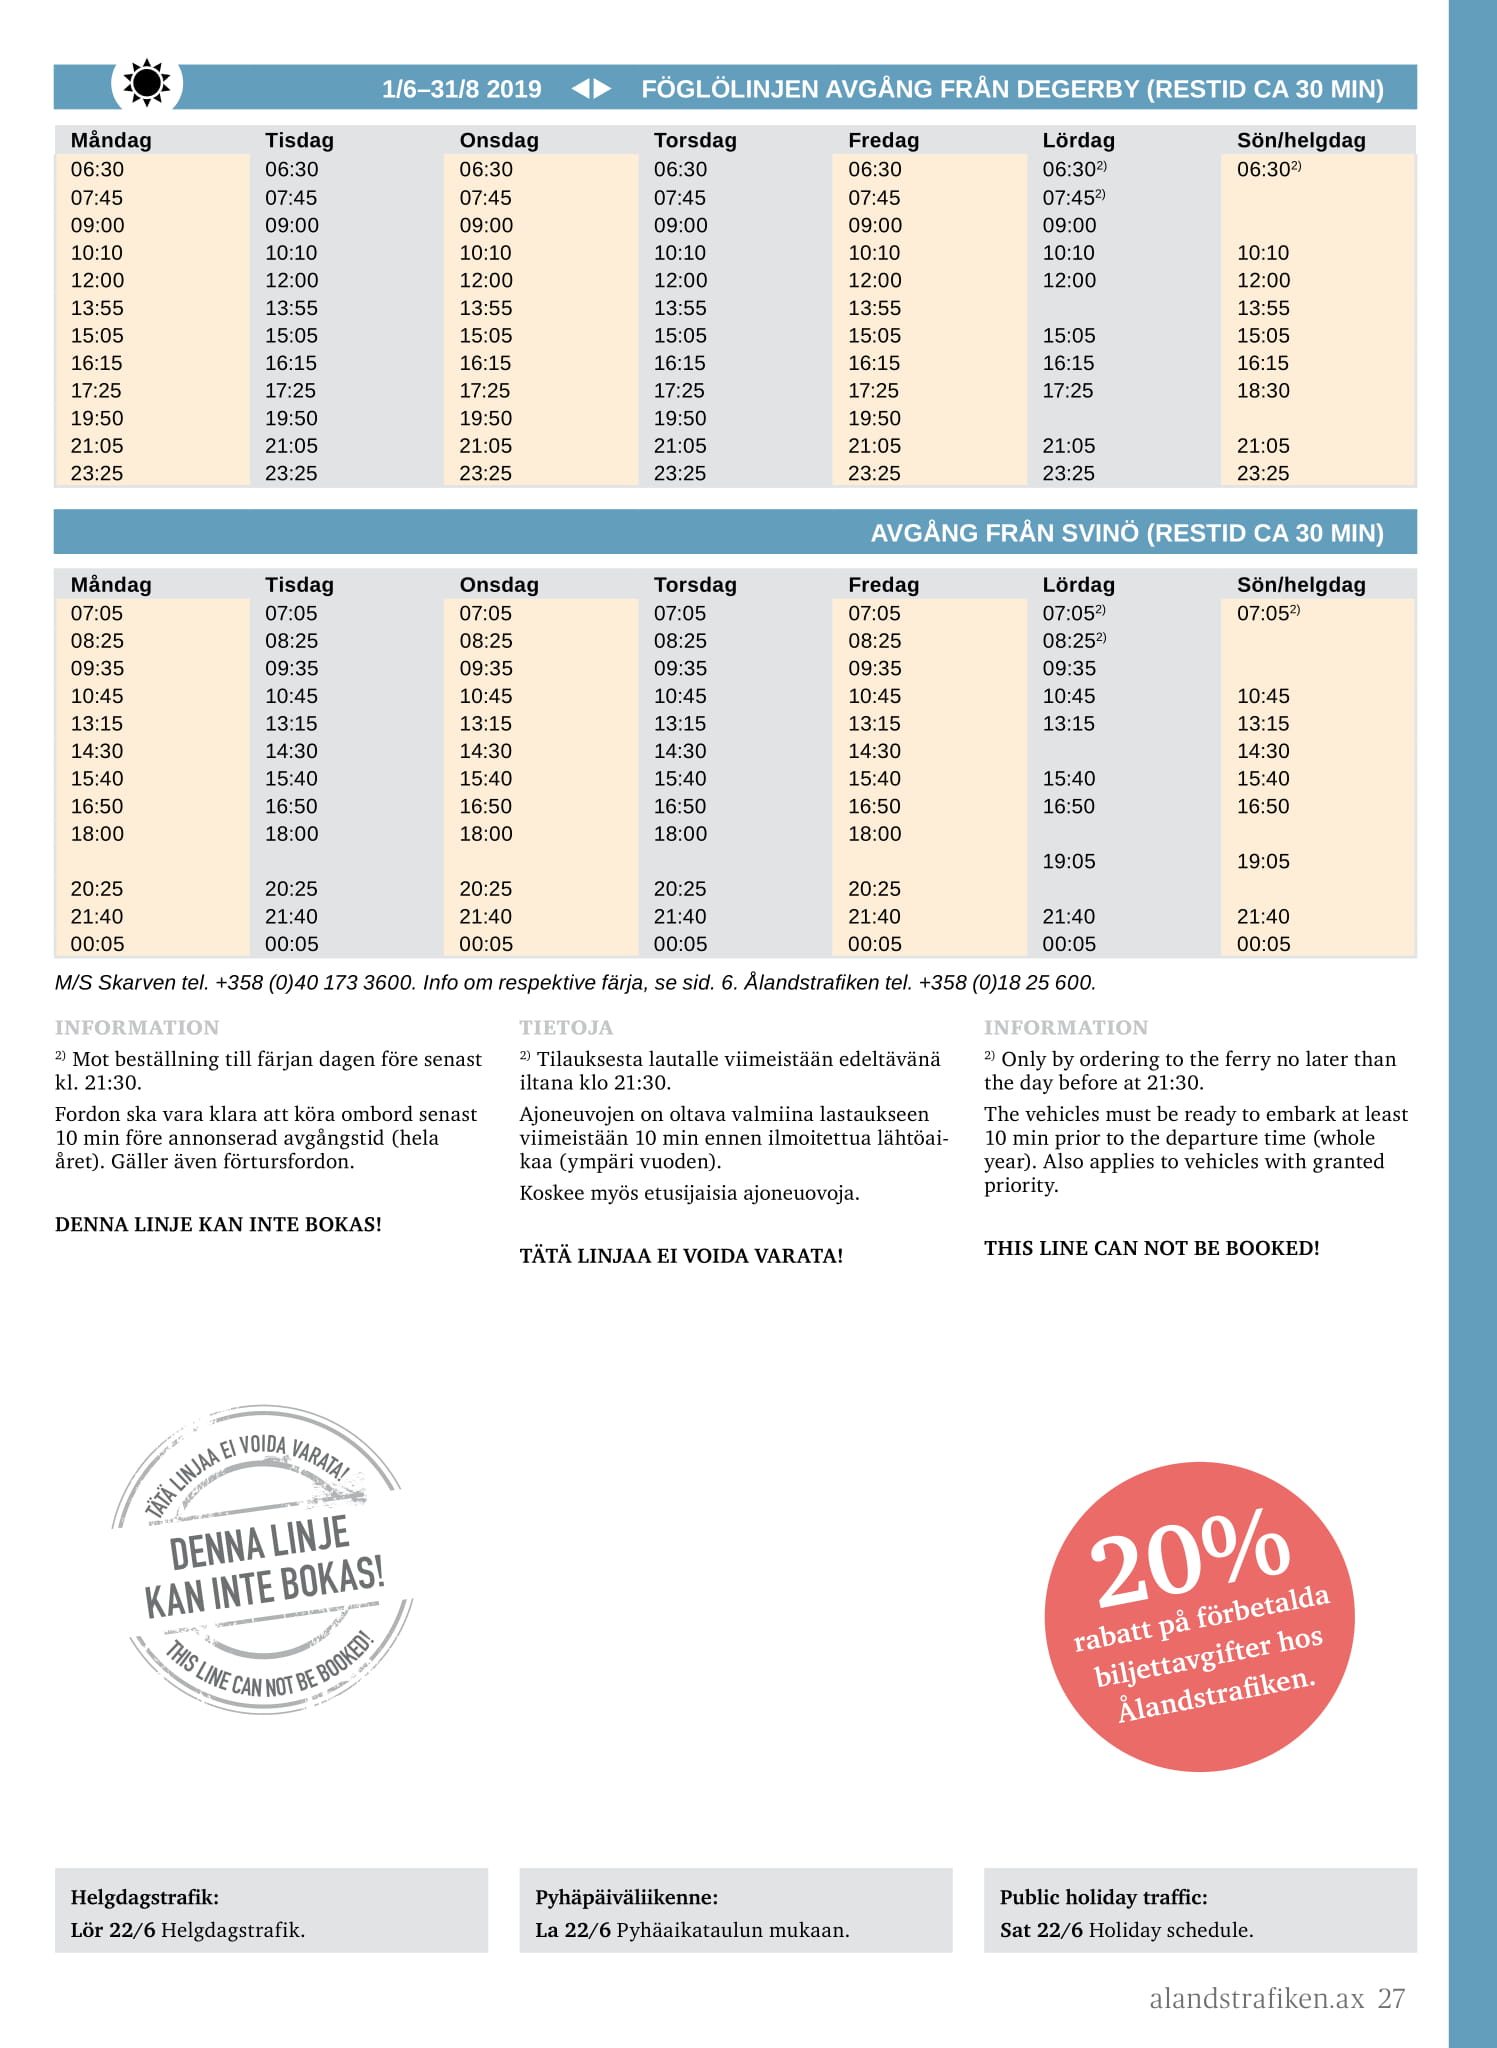 1/6–31/8 2019 FÖGLÖLINJEN AVGÅNG FRÅN DEGERBY (RESTID CA 30 MIN)
Måndag Tisdag Onsdag Torsdag Fredag Lördag Sön/helgdag
06:30 06:30 06:30 06:30 06:30 06:30²⁾ 06:30²⁾
07:45 07:45 07:45 07:45 07:45 07:45²⁾
09:00 09:00 09:00 09:00 09:00 09:00
10:10 10:10 10:10 10:10 10:10 10:10 10:10
12:00 12:00 12:00 12:00 12:00 12:00 12:00
13:55 13:55 13:55 13:55 13:55 13:55
15:05 15:05 15:05 15:05 15:05 15:05 15:05
16:15 16:15 16:15 16:15 16:15 16:15 16:15
17:25 17:25 17:25 17:25 17:25 17:25 18:30
19:50 19:50 19:50 19:50 19:50
21:05 21:05 21:05 21:05 21:05 21:05 21:05
23:25 23:25 23:25 23:25 23:25 23:25 23:25
AVGÅNG FRÅN SVINÖ (RESTID CA 30 MIN)
Måndag Tisdag Onsdag Torsdag Fredag Lördag Sön/helgdag
07:05 07:05 07:05 07:05 07:05 07:05²⁾ 07:05²⁾
08:25 08:25 08:25 08:25 08:25 08:25²⁾
09:35 09:35 09:35 09:35 09:35 09:35
10:45 10:45 10:45 10:45 10:45 10:45 10:45
13:15 13:15 13:15 13:15 13:15 13:15 13:15
14:30 14:30 14:30 14:30 14:30 14:30
15:40 15:40 15:40 15:40 15:40 15:40 15:40
16:50 16:50 16:50 16:50 16:50 16:50 16:50
18:00 18:00 18:00 18:00 18:00
19:05 19:05
20:25 20:25 20:25 20:25 20:25
21:40 21:40 21:40 21:40 21:40 21:40 21:40
00:05 00:05 00:05 00:05 00:05 00:05 00:05
M/S Skarven tel. +358 (0)40 173 3600. Info om respektive färja, se sid. 6. Ålandstrafiken tel. +358 (0)18 25 600.
INFORMATION
²⁾ Mot beställning till färjan dagen före senast
kl. 21:30.
Fordon ska vara klara att köra ombord senast
10 min före annonserad avgångstid (hela
året). Gäller även förtursfordon.
DENNA LINJE KAN INTE BOKAS!
TIETOJA
²⁾ Tilauksesta lautalle viimeistään edeltävänä
iltana klo 21:30.
Ajoneuvojen on oltava valmiina lastaukseen
viimeistään 10 min ennen ilmoitettua lähtöai-
kaa (ympäri vuoden).
Koskee myös etusijaisia ajoneuovoja.
TÄTÄ LINJAA EI VOIDA VARATA!
INFORMATION
²⁾ Only by ordering to the ferry no later than
the day before at 21:30.
The vehicles must be ready to embark at least
10 min prior to the departure time (whole
year). Also applies to vehicles with granted
priority.
THIS LINE CAN NOT BE BOOKED!
TÄTÄ LINJAA EI VOIDA VARATA!
DENNA LINJE
KAN INTE BOKAS!
THIS LINE CAN NOT BE BOOKED!
20%
rabatt på förbetalda
biljettavgifter hos
Ålandstrafiken.
Helgdagstrafik:
Lör 22/6 Helgdagstrafik.
Pyhäpäiväliikenne:
La 22/6 Pyhäaikataulun mukaan.
Public holiday traffic:
Sat 22/6 Holiday schedule.
alandstrafiken.ax 27